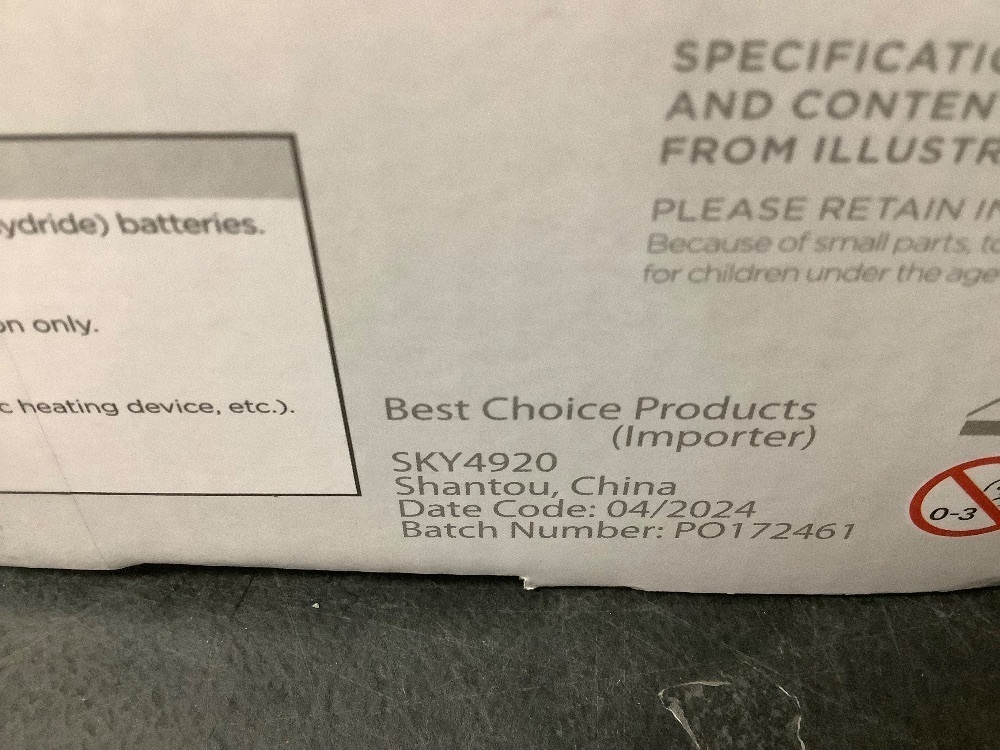 SPECIFICATIO
AND CONTEN
FROM ILLUSTR
PLEASE RETAIN IN
Because of small parts, to
for children under the age
ydride) batteries.
on only.
c heating device, etc.).
Best Choice Products
(Importer)
SKY4920
Shantou, China
Date Code: 04/2024
Batch Number: PO172461
0-3